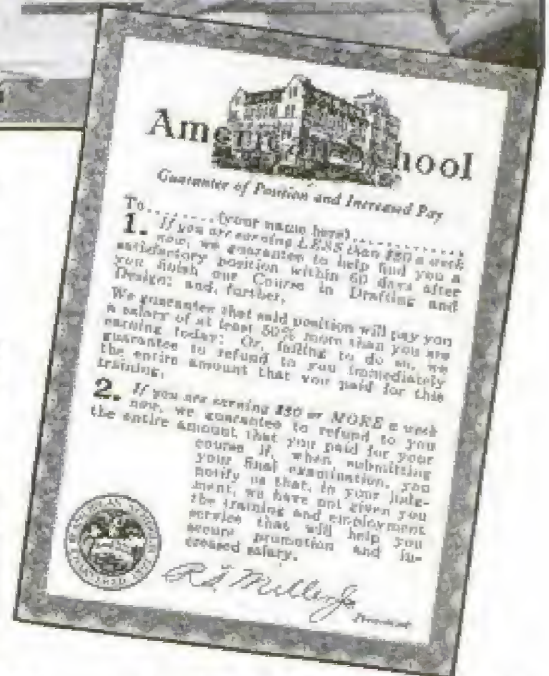 American School
Guarantee of Position and Increased Pay
To.........(your name here)..............
1. If you are earning LESS than $50 a week
now, we guarantee to help find you a
satisfactory position within 60 days after
you finish our Course in Drafting and
Design; and, further,
We guarantee that said position will pay you
a salary of at least 50% more than you are
earning today; Or, failing to do so, we
guarantee to refund to you immediately
the entire amount that you paid for this
training.
2. If you are earning $50 or MORE a week
now, we guarantee to refund to you
the entire amount that you paid for your
course if, when submitting
your final examination, you
notify us that, in your judg-
ment, we have not given you
the training and employment
service that will help you
secure promotion and in-
creased salary.
AMERICAN SCHOOL
President